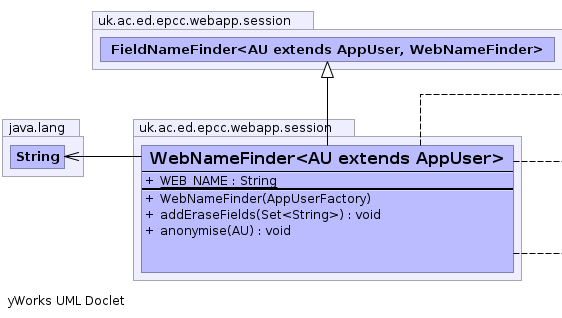 uk.ac.ed.epcc.webapp.session
FieldNameFinder<AU extends AppUser, WebNameFinder>
java.lang
String
uk.ac.ed.epcc.webapp.session
WebNameFinder<AU extends AppUser>
+ WEB_NAME : String
+ WebNameFinder(AppUserFactory)
+ addEraseFields(Set<String>) : void
+ anonymise(AU) : void
yWorks UML Doclet